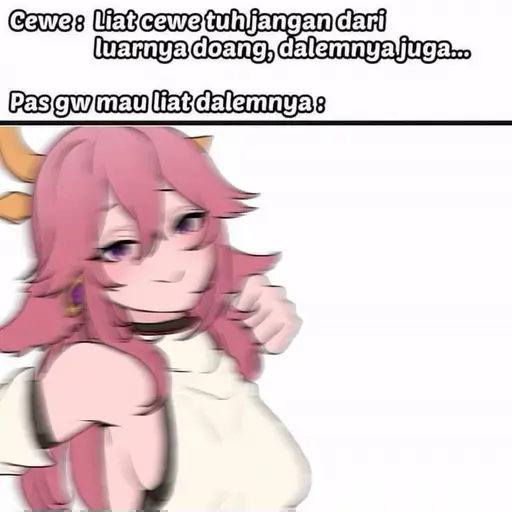 Cewe : Liat cewe tuh jangan dari
luarnya doang, dalemnya juga...
Pas gw mau liat dalemnya :